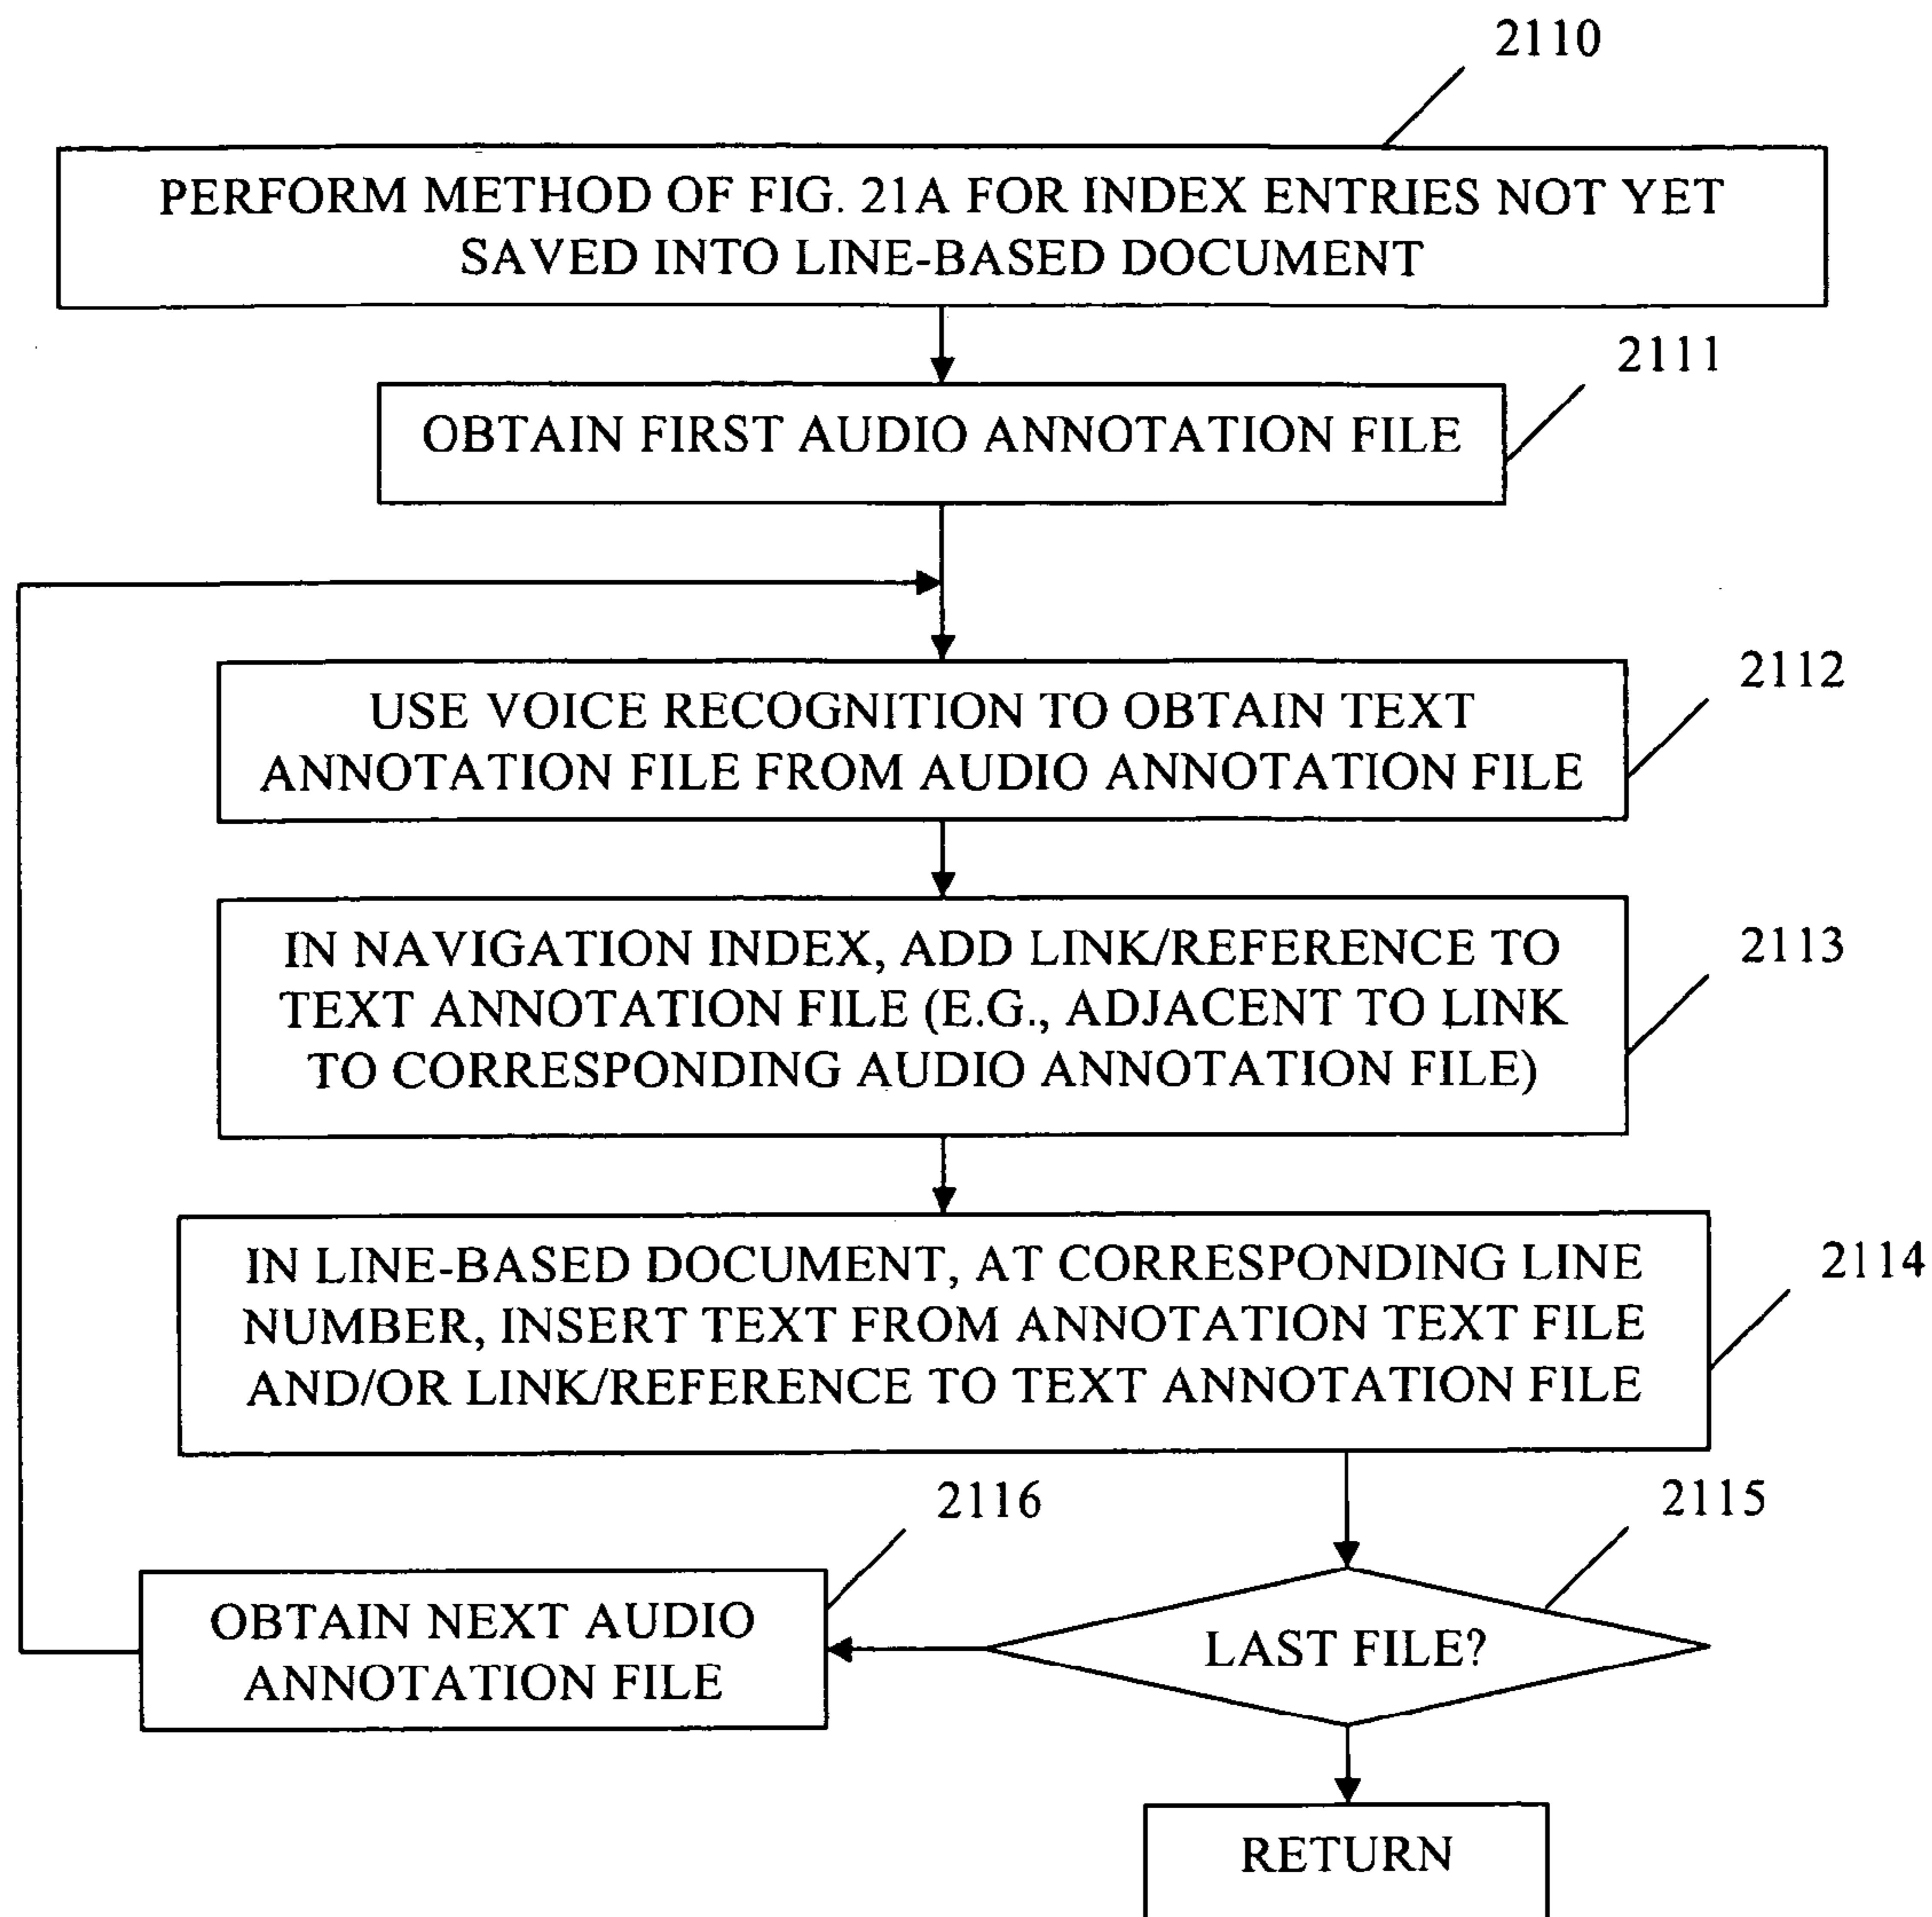 2110
PERFORM METHOD OF FIG. 21A FOR INDEX ENTRIES NOT YET
SAVED INTO LINE-BASED DOCUMENT
2111
OBTAIN FIRST AUDIO ANNOTATION FILE
2112
USE VOICE RECOGNITION TO OBTAIN TEXT
ANNOTATION FILE FROM AUDIO ANNOTATION FILE
2113
IN NAVIGATION INDEX, ADD LINK/REFERENCE TO
TEXT ANNOTATION FILE (E.G., ADJACENT TO LINK
TO CORRESPONDING AUDIO ANNOTATION FILE)
2114
IN LINE-BASED DOCUMENT, AT CORRESPONDING LINE
NUMBER, INSERT TEXT FROM ANNOTATION TEXT FILE
AND/OR LINK/REFERENCE TO TEXT ANNOTATION FILE
2116
2115
OBTAIN NEXT AUDIO
ANNOTATION FILE
LAST FILE?
RETURN